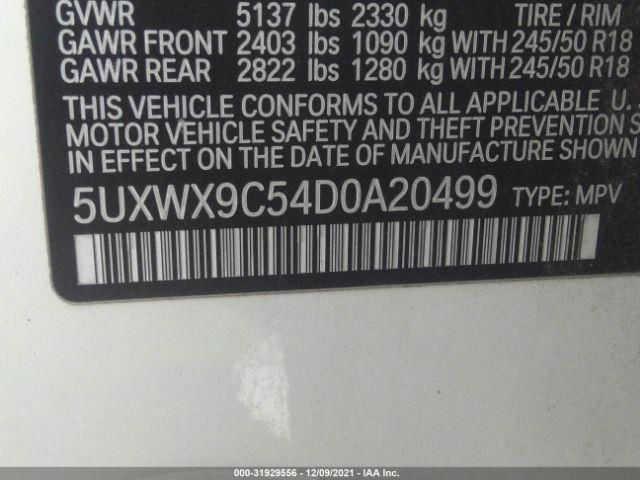 GVWR 5137 lbs 2330 kg TIRE / RIM
GAWR FRONT 2403 lbs 1090 kg WITH 245/50 R18
GAWR REAR 2822 lbs 1280 kg WITH 245/50 R18
THIS VEHICLE CONFORMS TO ALL APPLICABLE U.
MOTOR VEHICLE SAFETY AND THEFT PREVENTION S
IN EFFECT ON THE DATE OF MANUFACTURE SHOWN
5UXWX9C54D0A20499 TYPE: MPV
000-31929556 - 12/09/2021 - IAA Inc.